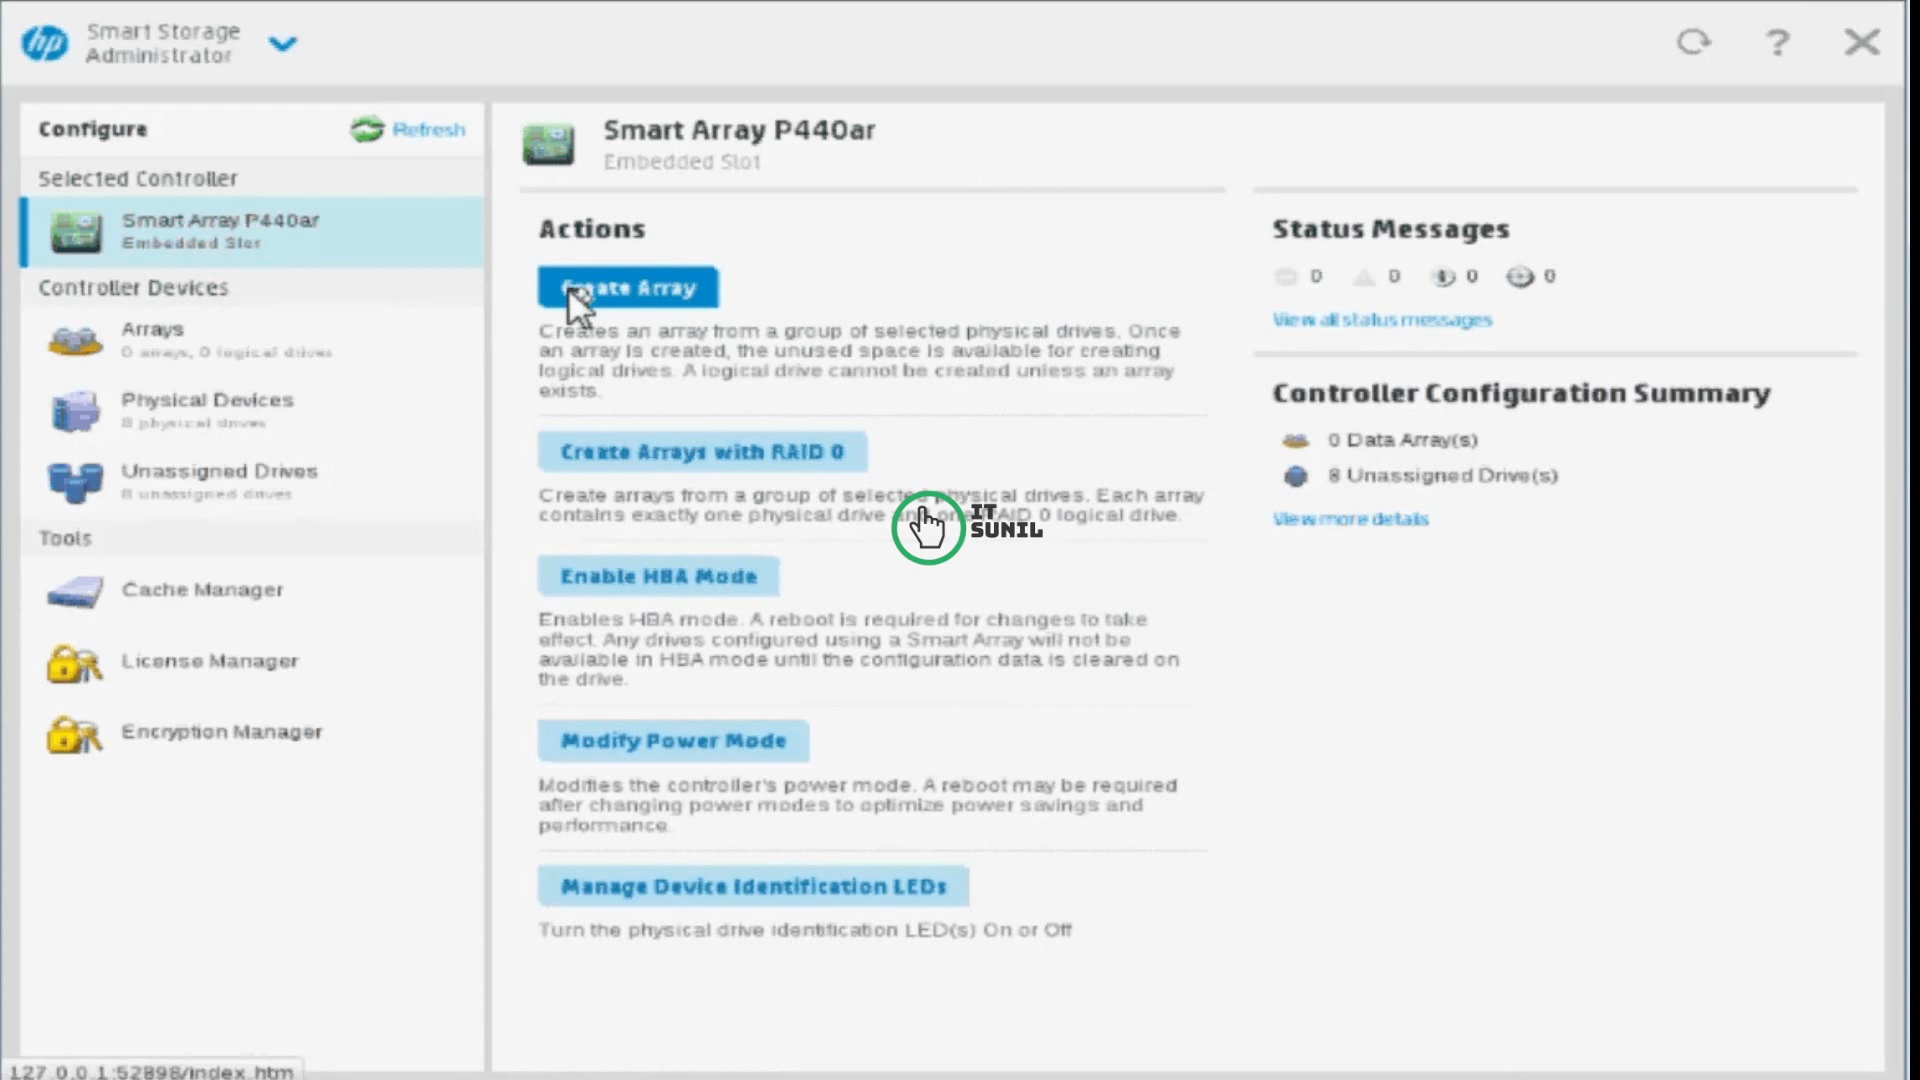 hp
Smart Storage
Administrator
?
Configure
Refresh
Selected Controller
Smart Array P440ar
Embedded Slot
Controller Devices
Arrays
0 arrays, 0 logical drives
Physical Devices
8 physical drives
Unassigned Drives
8 unassigned drives
Tools
Cache Manager
License Manager
Encryption Manager
127.0.0.1:52898/index.htm
Smart Array P440ar
Embedded Slot
Actions
Create Array
Creates an array from a group of selected physical drives. Once
an array is created, the unused space is available for creating
logical drives. A logical drive cannot be created unless an array
exists.
Create Arrays with RAID 0
Create arrays from a group of selected physical drives. Each array
contains exactly one physical drive and one RAID 0 logical drive.
IT
SUNIL
Enable HBA Mode
Enables HBA mode. A reboot is required for changes to take
effect. Any drives configured using a Smart Array will not be
available in HBA mode until the configuration data is cleared on
the drive.
Modify Power Mode
Modifies the controller's power mode. A reboot may be required
after changing power modes to optimize power savings and
performance.
Manage Device Identification LEDs
Turn the physical drive identification LED(s) On or Off
Status Messages
0 0 0 0
View all status messages
Controller Configuration Summary
0 Data Array(s)
8 Unassigned Drive(s)
View more details